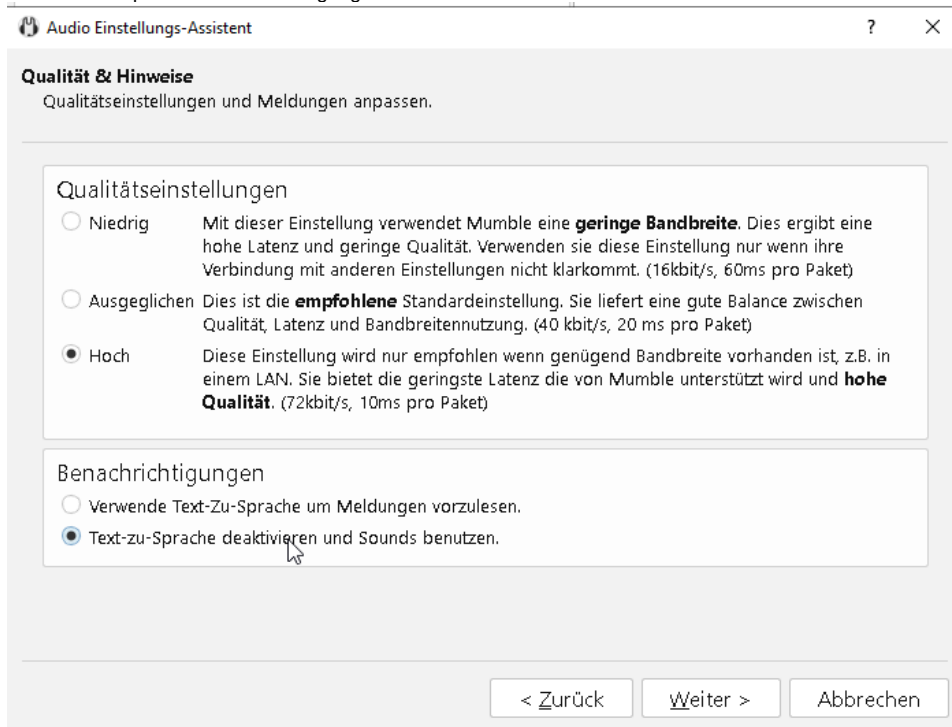 Audio Einstellungs-Assistent ?
Qualität & Hinweise
Qualitätseinstellungen und Meldungen anpassen.
Qualitätseinstellungen
Niedrig Mit dieser Einstellung verwendet Mumble eine geringe Bandbreite. Dies ergibt eine
hohe Latenz und geringe Qualität. Verwenden sie diese Einstellung nur wenn ihre
Verbindung mit anderen Einstellungen nicht klarkommt. (16kbit/s, 60ms pro Paket)
Ausgeglichen Dies ist die empfohlene Standardeinstellung. Sie liefert eine gute Balance zwischen
Qualität, Latenz und Bandbreitennutzung. (40 kbit/s, 20 ms pro Paket)
Hoch Diese Einstellung wird nur empfohlen wenn genügend Bandbreite vorhanden ist, z.B. in
einem LAN. Sie bietet die geringste Latenz die von Mumble unterstützt wird und hohe
Qualität. (72kbit/s, 10ms pro Paket)
Benachrichtigungen
Verwende Text-Zu-Sprache um Meldungen vorzulesen.
Text-zu-Sprache deaktivieren und Sounds benutzen.
< Zurück Weiter > Abbrechen